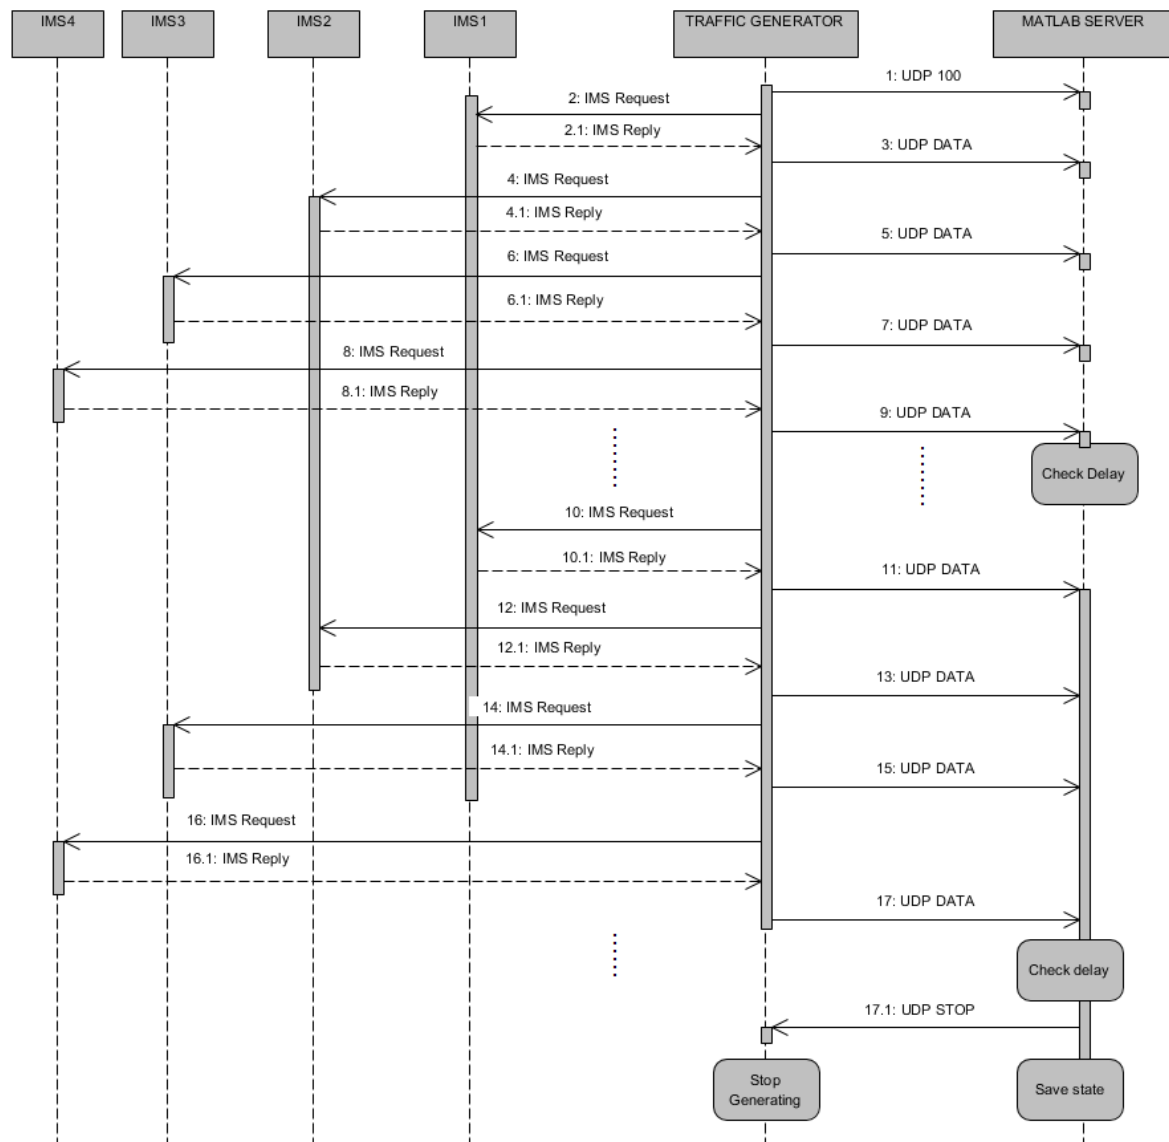 IMS4
IMS3
IMS2
IMS1
TRAFFIC GENERATOR
MATLAB SERVER
1: UDP 100
2: IMS Request
2.1: IMS Reply
3: UDP DATA
4: IMS Request
4.1: IMS Reply
5: UDP DATA
6: IMS Request
6.1: IMS Reply
7: UDP DATA
8: IMS Request
8.1: IMS Reply
9: UDP DATA
Check Delay
10: IMS Request
10.1: IMS Reply
11: UDP DATA
12: IMS Request
12.1: IMS Reply
13: UDP DATA
14: IMS Request
14.1: IMS Reply
15: UDP DATA
16: IMS Request
16.1: IMS Reply
17: UDP DATA
Check delay
17.1: UDP STOP
Stop
Generating
Save state